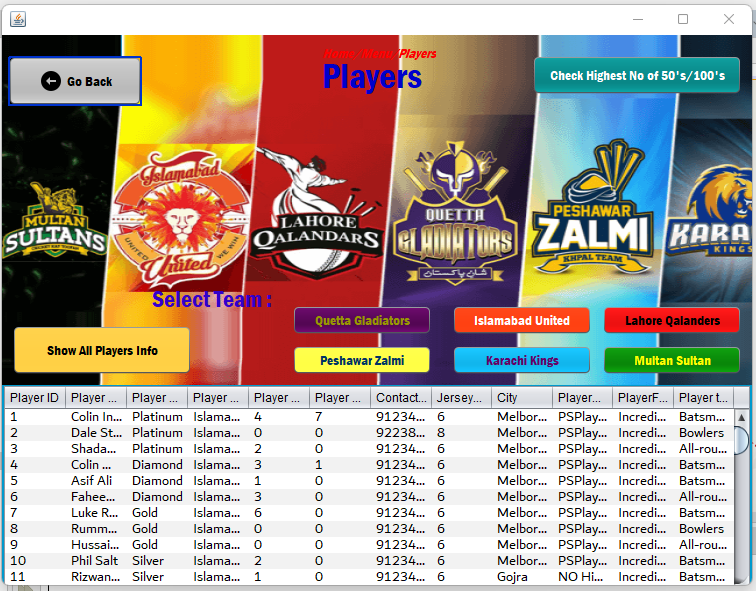 Home/Menu/Players
Players
Go Back
Check Highest No of 50's/100's
MULTAN
SULTANS
Islamabad
United
UNITED WE WIN
LAHORE
QALANDARS
QUETTA
GLADIATORS
شان پاکستان
PESHAWAR
ZALMI
KHPAL TEAM
KARA
KINGS
Select Team :
Quetta Gladiators
Islamabad United
Lahore Qalanders
Show All Players Info
Peshawar Zalmi
Karachi Kings
Multan Sultan
Player ID Player ... Player ... Player ... Player ... Player ... Contact... Jersey... City Player... PlayerF... Player t...
1 Colin In... Platinum Islama... 4 7 91234... 6 Melbor... PSPlay... Incredi... Batsm...
2 Dale St... Platinum Islama... 0 0 92238... 8 Melbor... PSPlay... Incredi... Bowlers
3 Shada... Platinum Islama... 2 0 91234... 6 Melbor... PSPlay... Incredi... All-rou...
4 Colin ... Diamond Islama... 3 1 91234... 6 Melbor... PSPlay... Incredi... Batsm...
5 Asif Ali Diamond Islama... 1 0 91234... 6 Melbor... PSPlay... Incredi... Batsm...
6 Fahee... Diamond Islama... 3 0 91234... 6 Melbor... PSPlay... Incredi... All-rou...
7 Luke R... Gold Islama... 6 0 91234... 6 Melbor... PSPlay... Incredi... Batsm...
8 Rumm... Gold Islama... 0 0 91234... 6 Melbor... PSPlay... Incredi... Bowlers
9 Hussai... Gold Islama... 0 0 91234... 6 Melbor... PSPlay... Incredi... All-rou...
10 Phil Salt Silver Islama... 2 0 91234... 6 Melbor... PSPlay... Incredi... Batsm...
11 Rizwan... Silver Islama... 1 0 91234... 6 Gojra NO Hi... Incredi... Batsm...